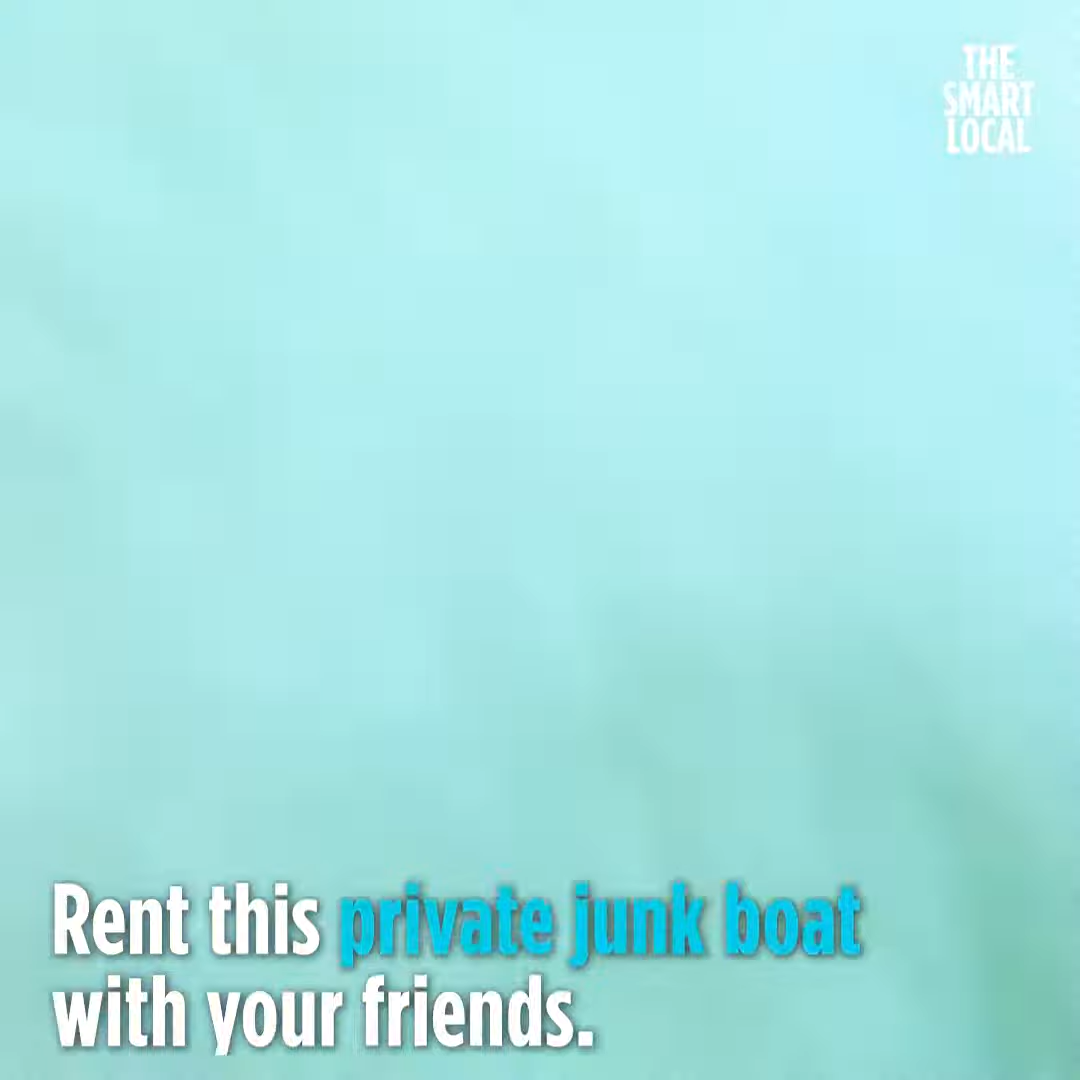 THE
SMART
LOCAL
Rent this private junk boat
with your friends.